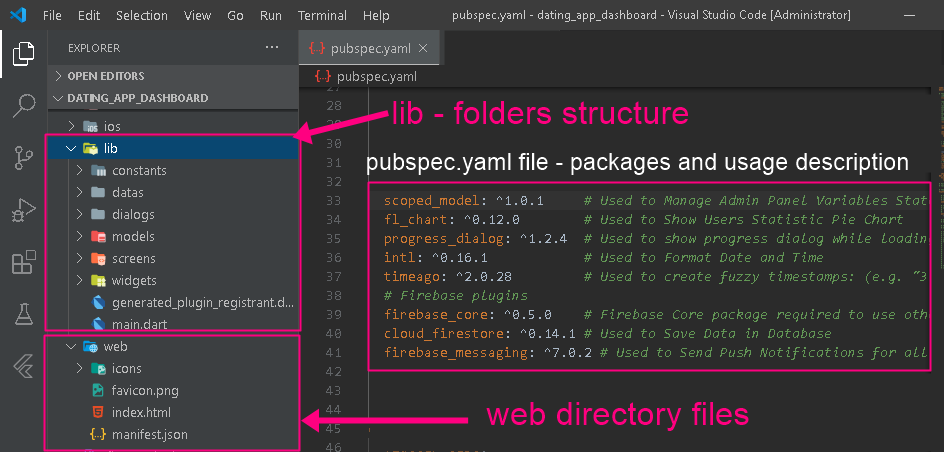 File Edit Selection View Go Run Terminal Help pubspec.yaml - dating_app_dashboard - Visual Studio Code [Administrator]
EXPLORER
OPEN EDITORS
DATING_APP_DASHBOARD
ios
lib
constants
datas
dialogs
models
screens
widgets
generated_plugin_registrant.d...
main.dart
web
icons
favicon.png
index.html
manifest.json
pubspec.yaml
pubspec.yaml
28
29
30
31
32
33 scoped_model: ^1.0.1 # Used to Manage Admin Panel Variables Stat
34 fl_chart: ^0.12.0 # Used to Show Users Statistic Pie Chart
35 progress_dialog: ^1.2.4 # Used to show progress dialog while loadin
36 intl: ^0.16.1 # Used to Format Date and Time
37 timeago: ^2.0.28 # Used to create fuzzy timestamps: (e.g. "3
38 # Firebase plugins
39 firebase_core: ^0.5.0 # Firebase Core package required to use oth
40 cloud_firestore: ^0.14.1 # Used to Save Data in Database
41 firebase_messaging: ^7.0.2 # Used to Send Push Notifications for all
42
43
44
45
46
lib - folders structure
pubspec.yaml file - packages and usage description
web directory files